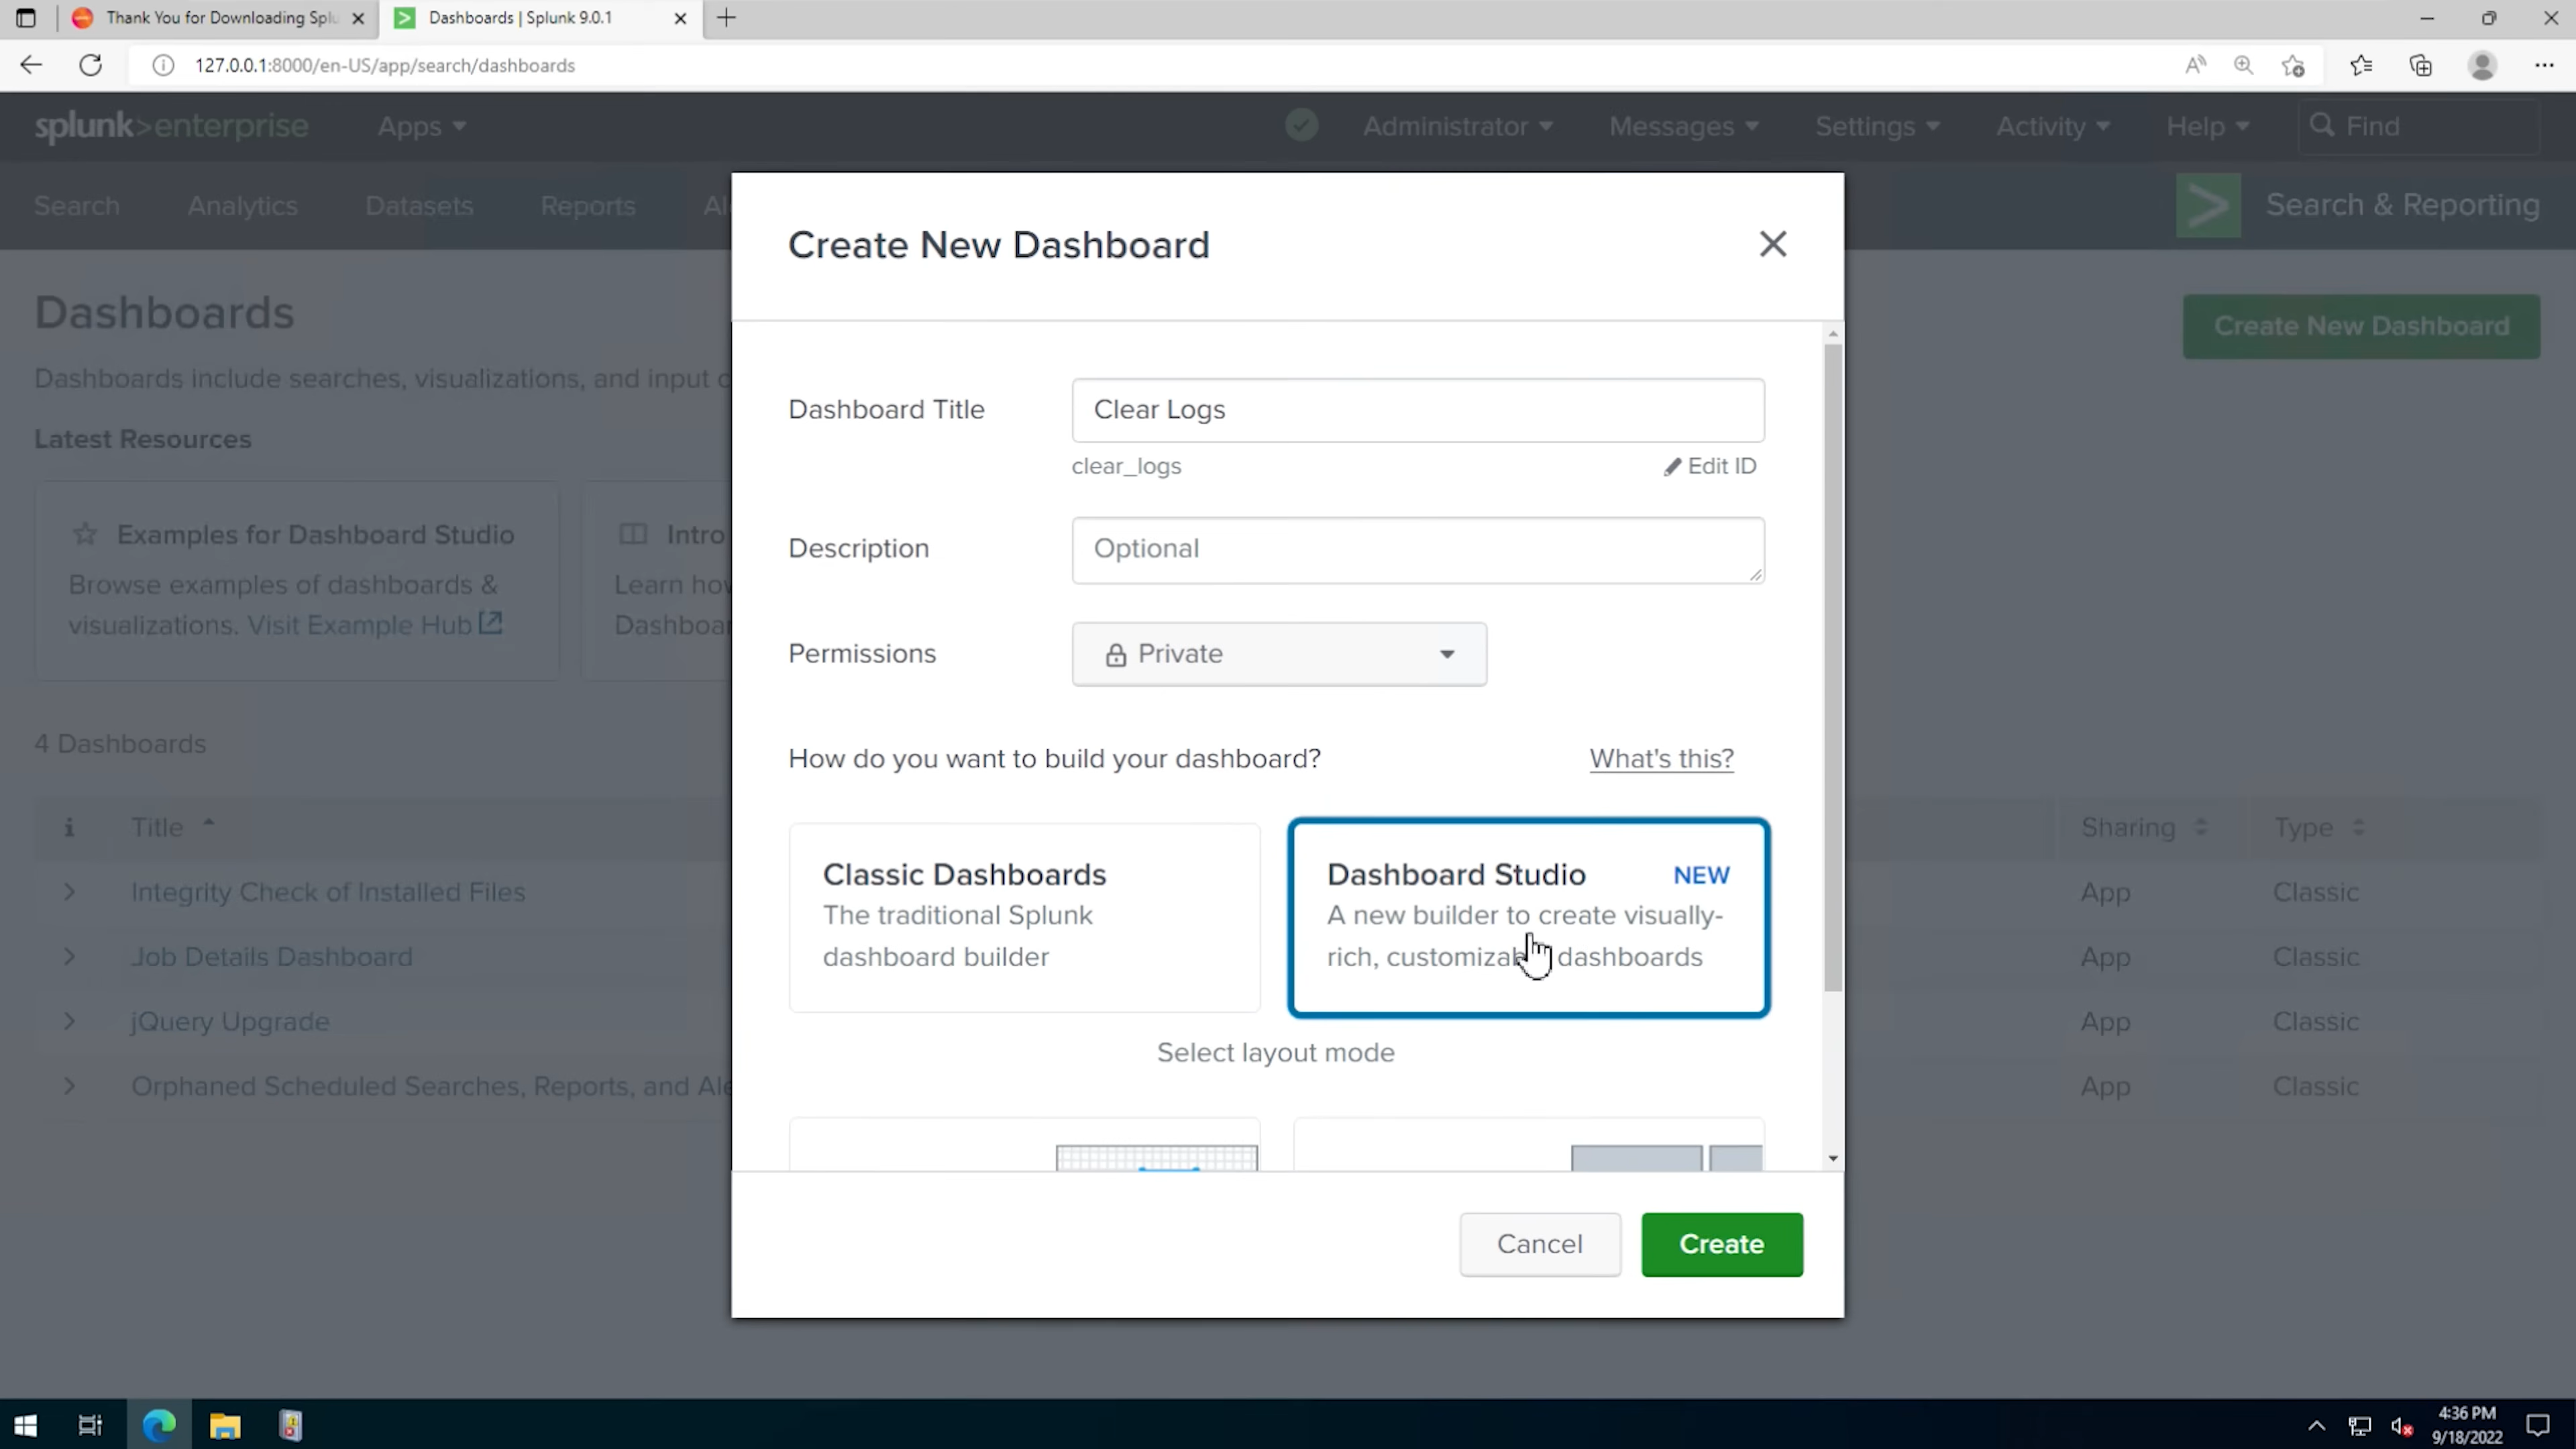 Thank You for Downloading Splu
Dashboards | Splunk 9.0.1
127.0.0.1:8000/en-US/app/search/dashboards
splunk>enterprise
Apps
Administrator
Messages
Settings
Activity
Help
Find
Search
Analytics
Datasets
Reports
Al
Search & Reporting
Create New Dashboard
Dashboards
Create New Dashboard
Dashboards include searches, visualizations, and input
Latest Resources
Examples for Dashboard Studio
Browse examples of dashboards &
visualizations. Visit Example Hub
Intro
Learn how
Dashboar
Dashboard Title
Clear Logs
clear_logs
Edit ID
Description
Optional
Permissions
Private
How do you want to build your dashboard?
What's this?
Classic Dashboards
The traditional Splunk
dashboard builder
Dashboard Studio
NEW
A new builder to create visually-
rich, customizab dashboards
Select layout mode
Cancel
Create
4 Dashboards
i
Title
Sharing
Type
Integrity Check of Installed Files
App
Classic
Job Details Dashboard
App
Classic
jQuery Upgrade
App
Classic
Orphaned Scheduled Searches, Reports, and Ale
App
Classic
4:36 PM
9/18/2022